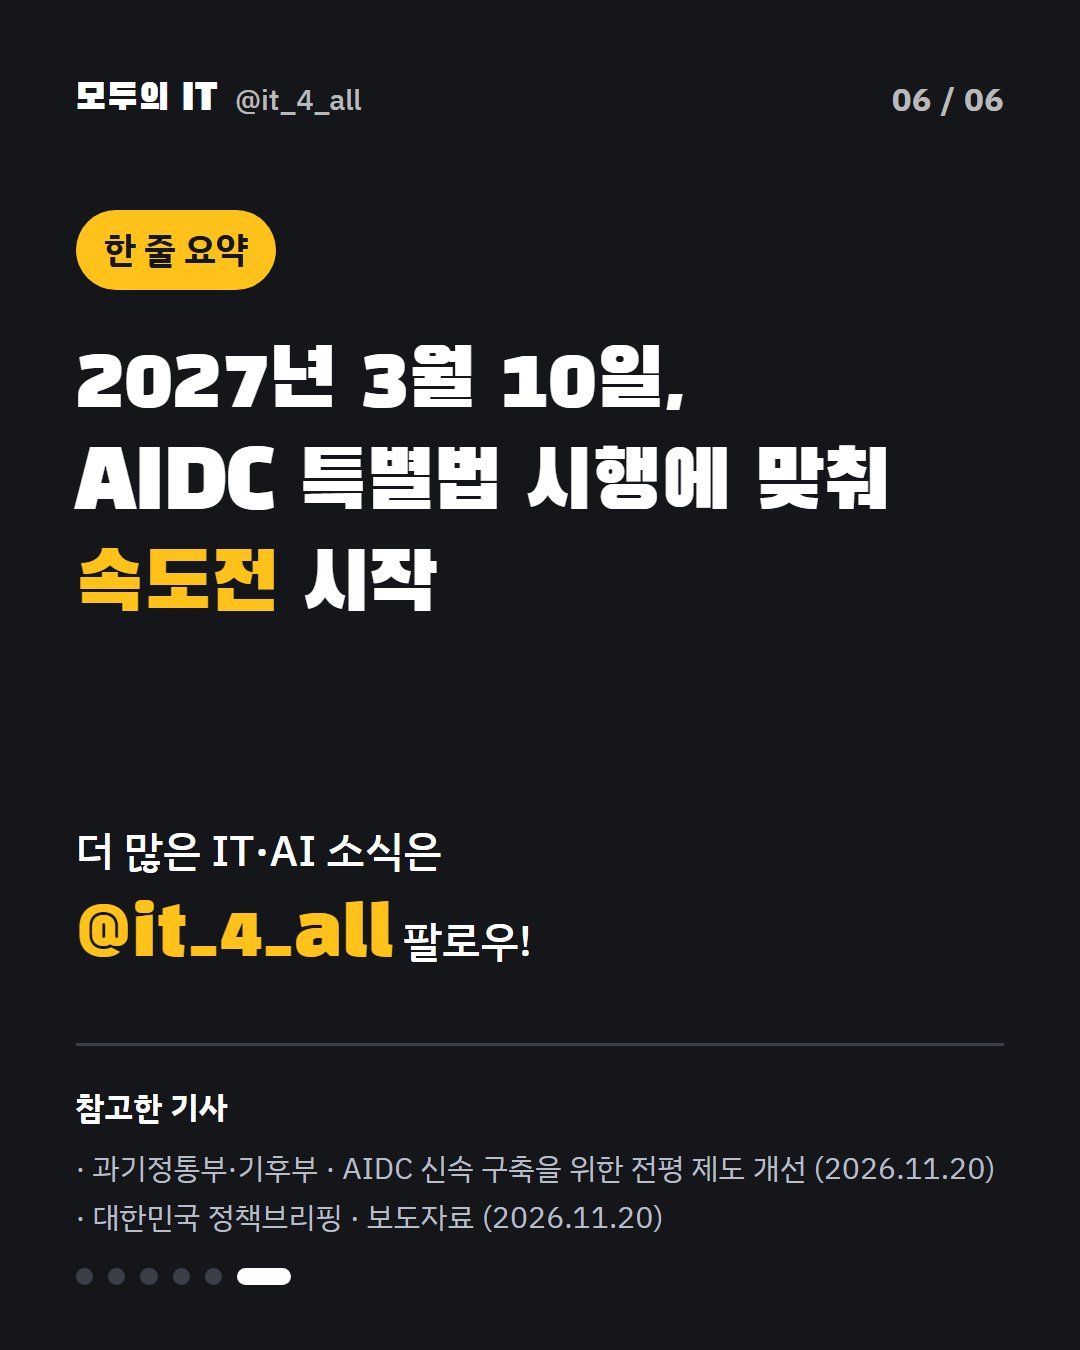 모두의 IT @it_4_all
06 / 06
한 줄 요약
2027년 3월 10일,
AIDC 특별법 시행에 맞춰
속도전 시작
더 많은 IT·AI 소식은
@it_4_all 팔로우!
참고한 기사
· 과기정통부·기후부 · AIDC 신속 구축을 위한 전평 제도 개선 (2026.11.20)
· 대한민국 정책브리핑 · 보도자료 (2026.11.20)